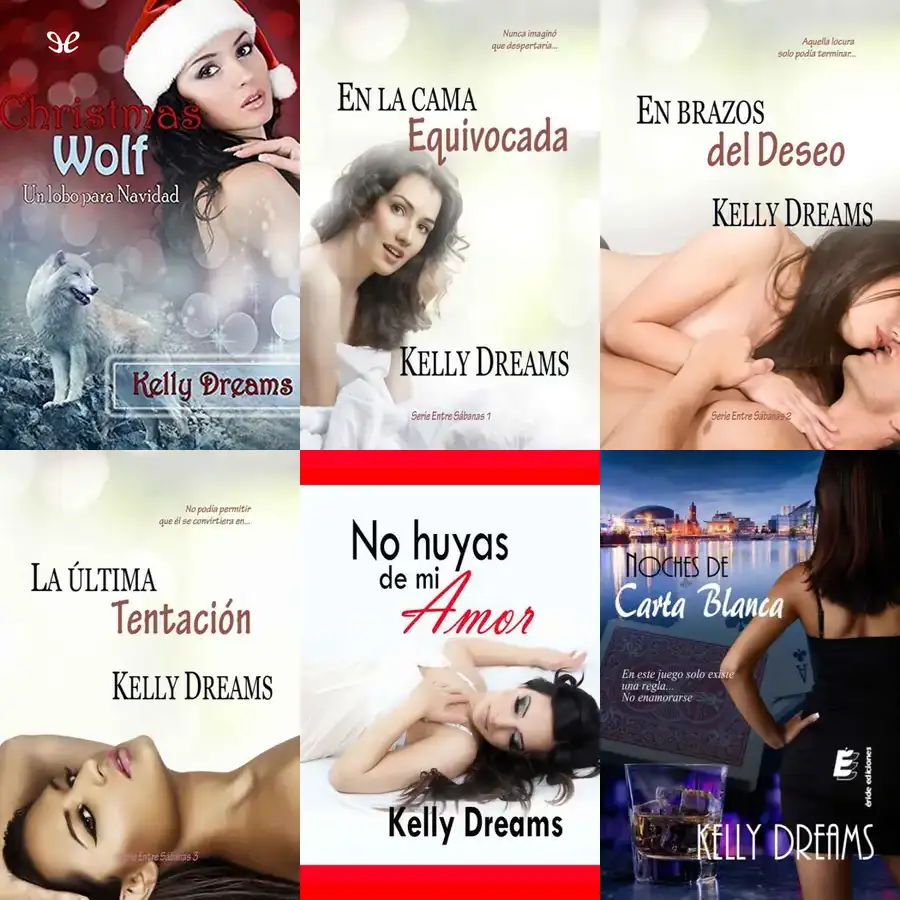 Christmas
Wolf
Un lobo para Navidad
Kelly Dreams
Nunca imaginó
que despertaría...
EN LA CAMA
Equivocada
KELLY DREAMS
Serie Entre Sábanas 1
Aquella locura
solo podía terminar...
EN BRAZOS
del Deseo
KELLY DREAMS
Serie Entre Sábanas 2
No podía permitir
que él se convirtiera en...
LA ÚLTIMA
Tentación
KELLY DREAMS
Serie Entre Sábanas 3
No huyas
de mi
Amor
Kelly Dreams
NOCHES DE
Carta Blanca
En este juego solo existe
una regla...
No enamorarse
éride ediciones
KELLY DREAMS